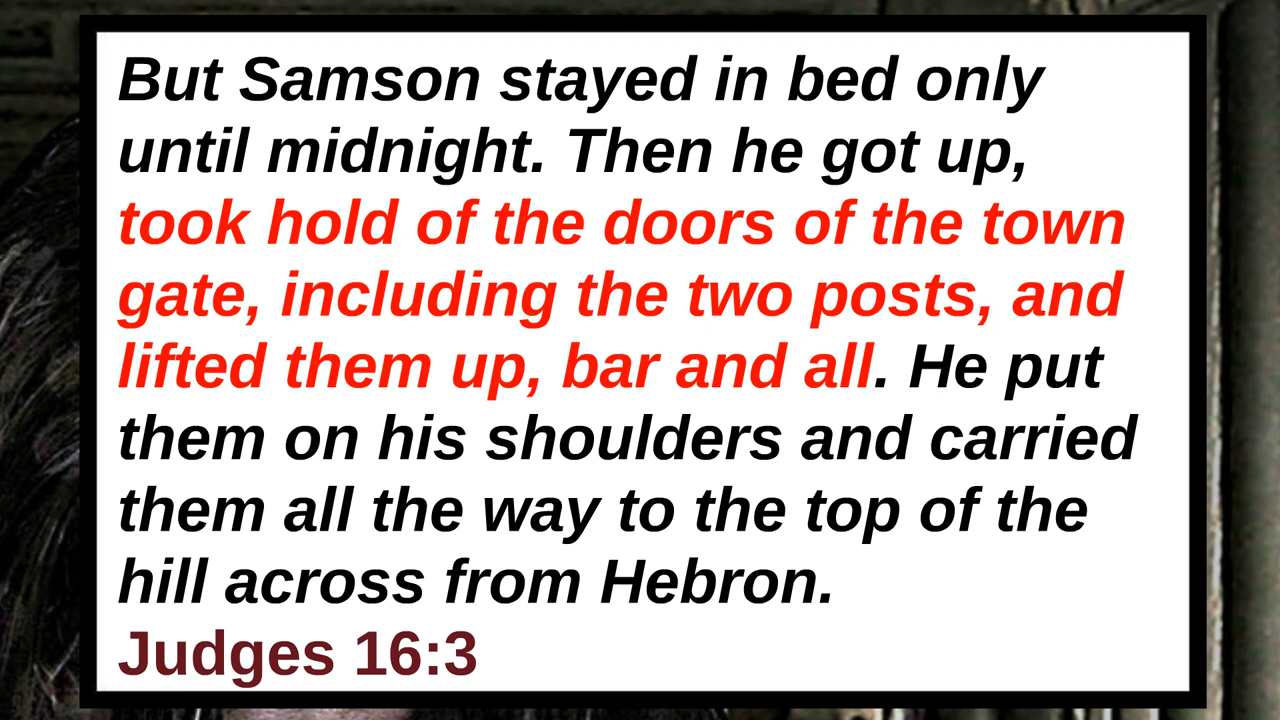 But Samson stayed in bed only
until midnight. Then he got up,
took hold of the doors of the town
gate, including the two posts, and
lifted them up, bar and all. He put
them on his shoulders and carried
them all the way to the top of the
hill across from Hebron.
Judges 16:3